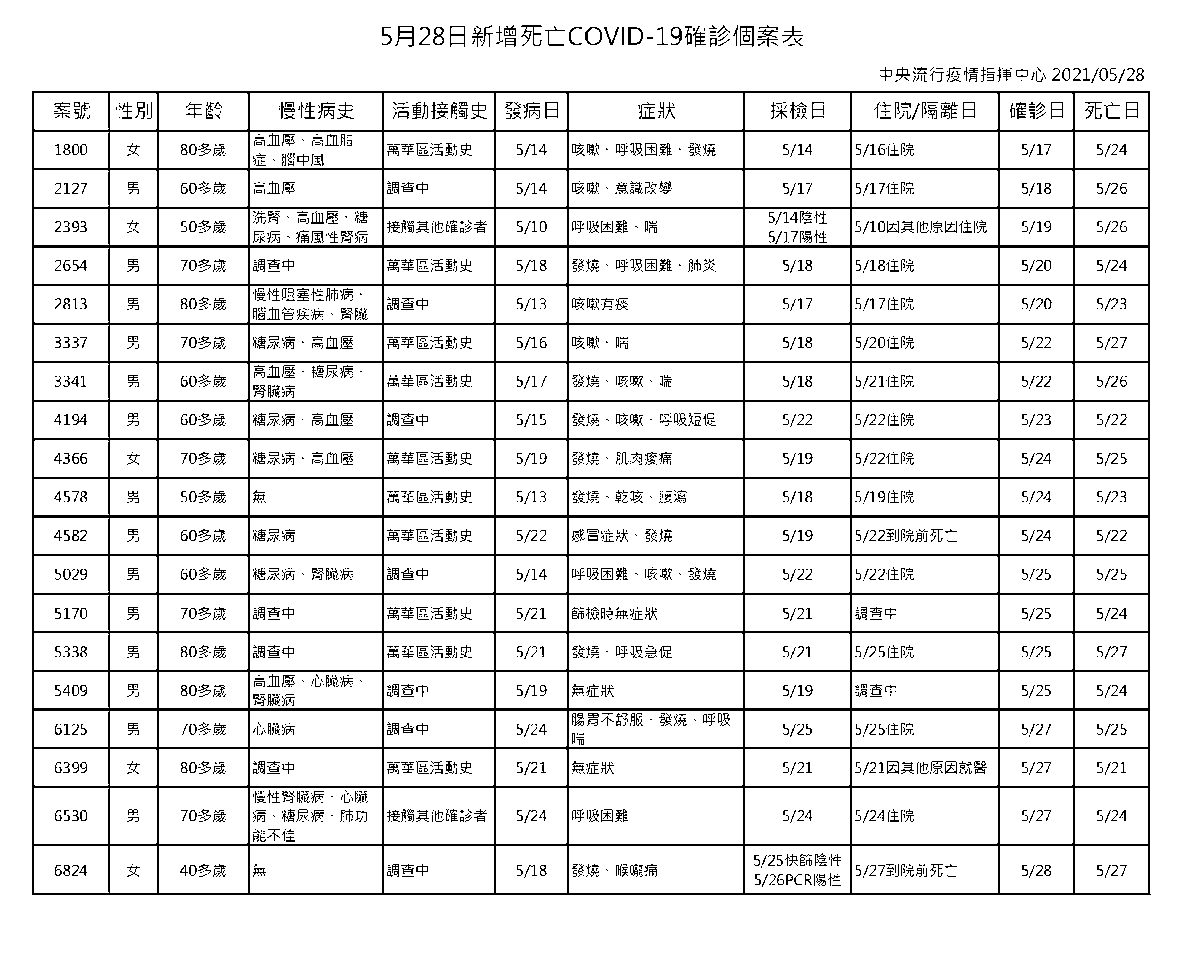 5月28日新增死亡COVID-19確診個案表
中央流行疫情指揮中心 2021/05/28
案號 性別 年齡 慢性病史 活動接觸史 發病日 症狀 採檢日 住院/隔離日 確診日 死亡日
1800 女 80多歲 高血壓、高血脂症、腦中風 萬華區活動史 5/14 咳嗽、呼吸困難、發燒 5/14 5/16住院 5/17 5/24
2127 男 60多歲 高血壓 調查中 5/14 咳嗽、意識改變 5/17 5/17住院 5/18 5/26
2393 女 50多歲 洗腎、高血壓、糖尿病、痛風性腎病 接觸其他確診者 5/10 呼吸困難、喘 5/14陰性 5/17陽性 5/10因其他原因住院 5/19 5/26
2654 男 70多歲 調查中 萬華區活動史 5/18 發燒、呼吸困難、肺炎 5/18 5/18住院 5/20 5/24
2813 男 80多歲 慢性阻塞性肺病、腦血管疾病、腎臟 調查中 5/13 咳嗽有痰 5/17 5/17住院 5/20 5/23
3337 男 70多歲 糖尿病、高血壓 萬華區活動史 5/16 咳嗽、喘 5/18 5/20住院 5/22 5/27
3341 男 60多歲 高血壓、糖尿病、腎臟病 萬華區活動史 5/17 發燒、咳嗽、喘 5/18 5/21住院 5/22 5/26
4194 男 60多歲 糖尿病、高血壓 調查中 5/15 發燒、咳嗽、呼吸短促 5/22 5/22住院 5/23 5/22
4366 女 70多歲 糖尿病、高血壓 萬華區活動史 5/19 發燒、肌肉痠痛 5/19 5/22住院 5/24 5/25
4578 男 50多歲 無 萬華區活動史 5/13 發燒、乾咳、腹瀉 5/18 5/19住院 5/24 5/23
4582 男 60多歲 糖尿病 萬華區活動史 5/22 感冒症狀、發燒 5/19 5/22到院前死亡 5/24 5/22
5029 男 60多歲 糖尿病、腎臟病 調查中 5/14 呼吸困難、咳嗽、發燒 5/22 5/22住院 5/25 5/25
5170 男 70多歲 調查中 萬華區活動史 5/21 篩檢時無症狀 5/21 調查中 5/25 5/24
5338 男 80多歲 調查中 萬華區活動史 5/21 發燒、呼吸急促 5/21 5/25住院 5/25 5/27
5409 男 80多歲 高血壓、心臟病、腎臟病 調查中 5/19 無症狀 5/19 調查中 5/25 5/24
6125 男 70多歲 心臟病 調查中 5/24 腸胃不舒服、發燒、呼吸喘 5/25 5/25住院 5/27 5/25
6399 女 80多歲 調查中 萬華區活動史 5/21 無症狀 5/21 5/21因其他原因就醫 5/27 5/21
6530 男 70多歲 慢性腎臟病、心臟病、糖尿病、肺功能不佳 接觸其他確診者 5/24 呼吸困難 5/24 5/24住院 5/27 5/24
6824 女 40多歲 無 調查中 5/18 發燒、喉嚨痛 5/25快篩陰性 5/26PCR陽性 5/27到院前死亡 5/28 5/27